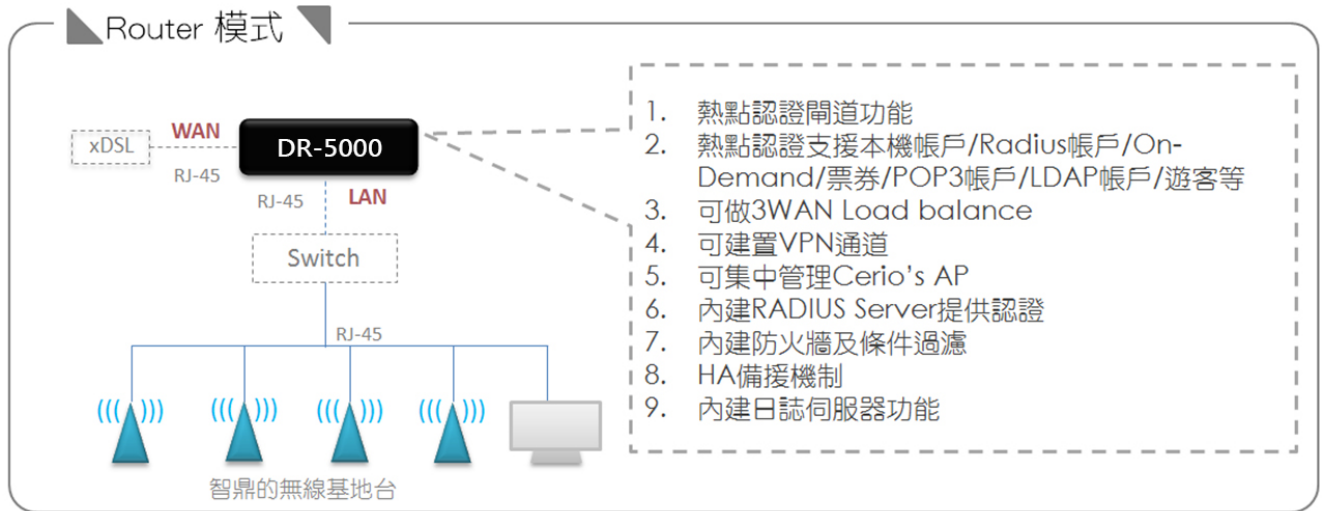 Router 模式
xDSL
WAN
RJ-45
DR-5000
RJ-45
LAN
Switch
RJ-45
((( )))
((( )))
((( )))
((( )))
智鼎的無線基地台
1. 熱點認證閘道功能
2. 熱點認證支援本機帳戶/Radius帳戶/On-
Demand/票券/POP3帳戶/LDAP帳戶/遊客等
3. 可做3WAN Load balance
4. 可建置VPN通道
5. 可集中管理Cerio's AP
6. 內建RADIUS Server提供認證
7. 內建防火牆及條件過濾
8. HA備援機制
9. 內建日誌伺服器功能